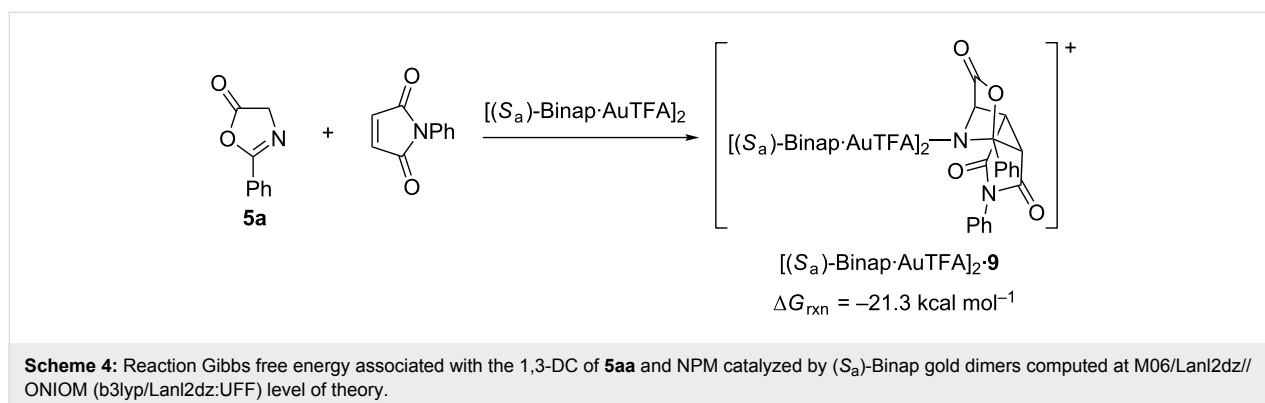 O
O
N
Ph
5a
+
O
N
Ph
O
[(Sa)-Binap·AuTFA]2
[(Sa)-Binap·AuTFA]2
N
O
O
O
Ph
N
O
Ph
+
[(Sa)-Binap·AuTFA]2·9
ΔGrxn = –21.3 kcal mol–1
Scheme 4: Reaction Gibbs free energy associated with the 1,3-DC of 5aa and NPM catalyzed by (Sa)-Binap gold dimers computed at M06/Lanl2dz//
ONIOM (b3lyp/Lanl2dz:UFF) level of theory.